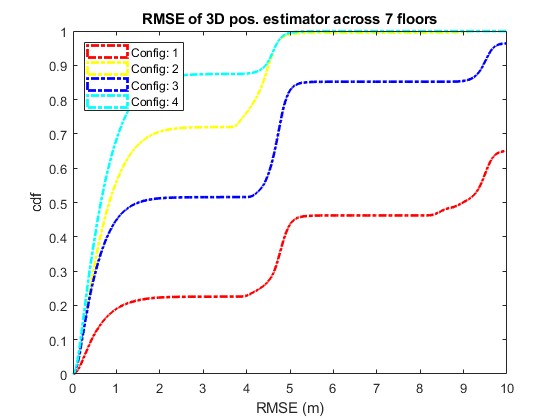 RMSE of 3D pos. estimator across 7 floors
Config: 1
Config: 2
Config: 3
Config: 4
cdf
1
0.9
0.8
0.7
0.6
0.5
0.4
0.3
0.2
0.1
0
0 1 2 3 4 5 6 7 8 9 10
RMSE (m)